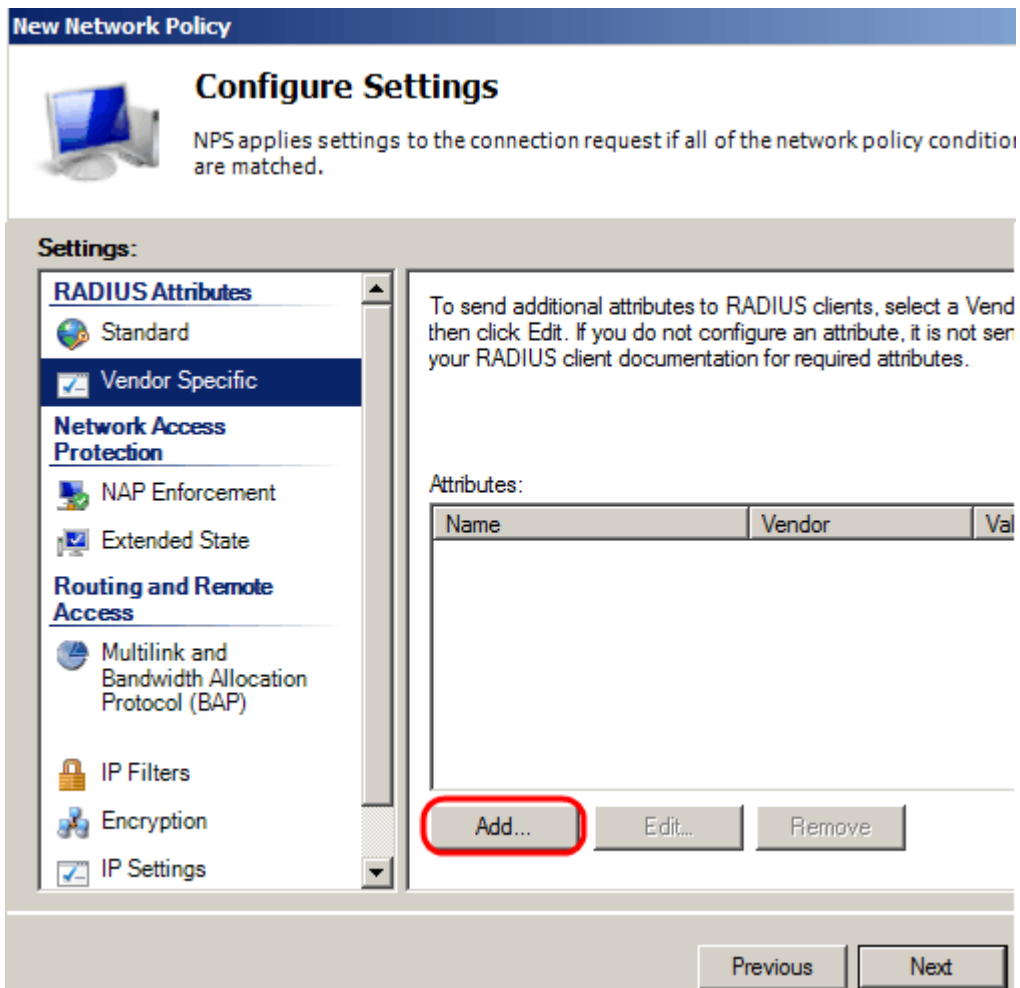 New Network Policy
Configure Settings
NPS applies settings to the connection request if all of the network policy condition
are matched.
Settings:
RADIUS Attributes
Standard
Vendor Specific
Network Access
Protection
NAP Enforcement
Extended State
Routing and Remote
Access
Multilink and
Bandwidth Allocation
Protocol (BAP)
IP Filters
Encryption
IP Settings
To send additional attributes to RADIUS clients, select a Vend
then click Edit. If you do not configure an attribute, it is not sen
your RADIUS client documentation for required attributes.
Attributes:
Name Vendor Val
Add... Edit... Remove
Previous Next